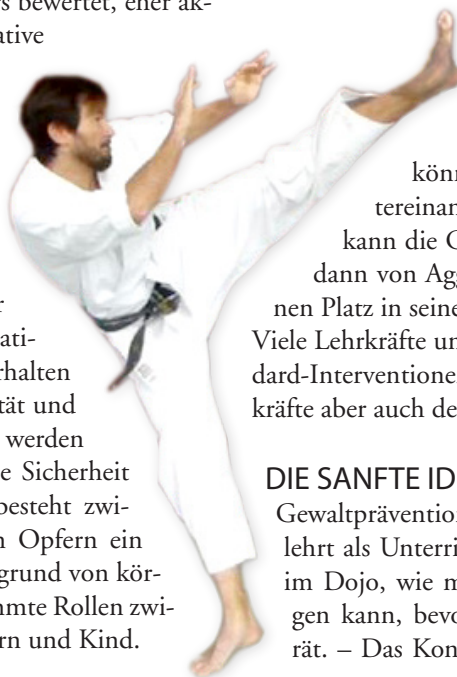 rs bewertet, eher ak-
ative
r
ati-
rhalten
tät und
werden
e Sicherheit
besteht zwi-
n Opfern ein
grund von kör-
mmte Rollen zwi-
rn und Kind.
könn
tereinan
kann die G
dann von Agg
nen Platz in seine
Viele Lehrkräfte un
dard-Interventione
kräfte aber auch de
DIE SANFTE ID
Gewaltprävention
lehrt als Unterri
im Dojo, wie m
gen kann, bevo
rät. – Das Kon